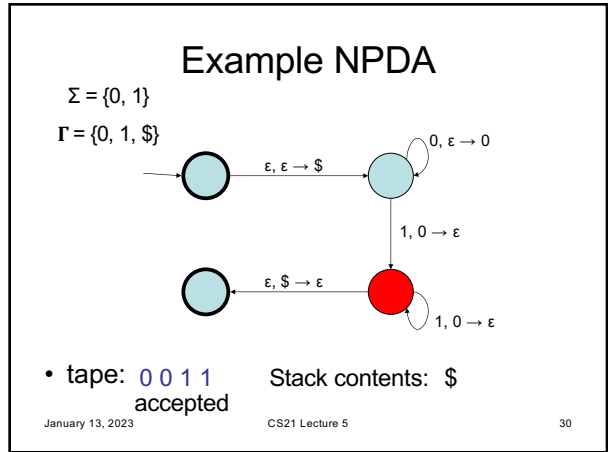 Example NPDA
Σ = {0, 1}
Γ = {0, 1, $}
0, ε → 0
ε, ε → $
1, 0 → ε
ε, $ → ε
1, 0 → ε
• tape: 0 0 1 1 Stack contents: $
accepted
January 13, 2023 CS21 Lecture 5 30